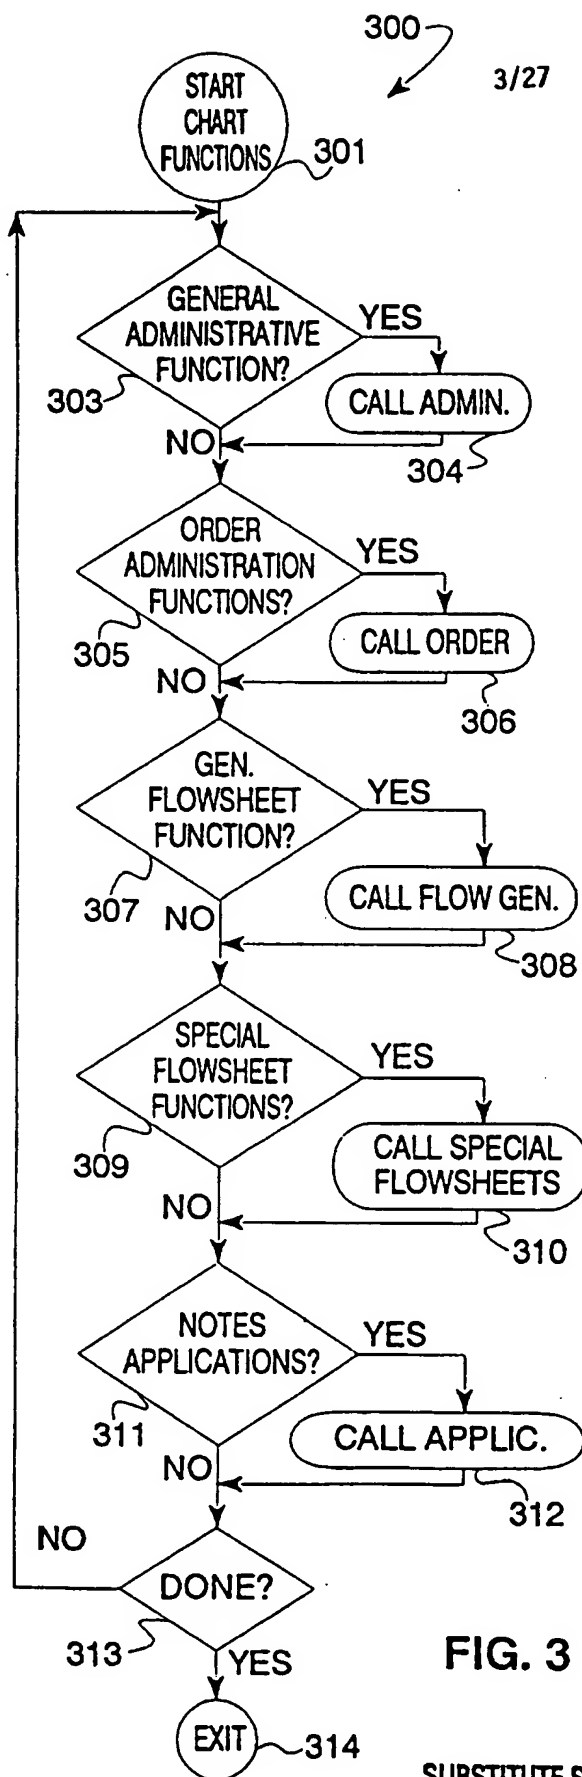 300
3/27
START
CHART
FUNCTIONS
301
GENERAL
ADMINISTRATIVE
FUNCTION?
YES
303
CALL ADMIN.
NO
304
ORDER
ADMINISTRATION
FUNCTIONS?
YES
305
CALL ORDER
NO
306
GEN.
FLOWSHEET
FUNCTION?
YES
307
CALL FLOW GEN.
NO
308
SPECIAL
FLOWSHEET
FUNCTIONS?
YES
309
CALL SPECIAL
FLOWSHEETS
NO
310
NOTES
APPLICATIONS?
YES
311
CALL APPLIC.
NO
312
NO
DONE?
313
YES
FIG. 3
EXIT
314
SUBSTITUTE S